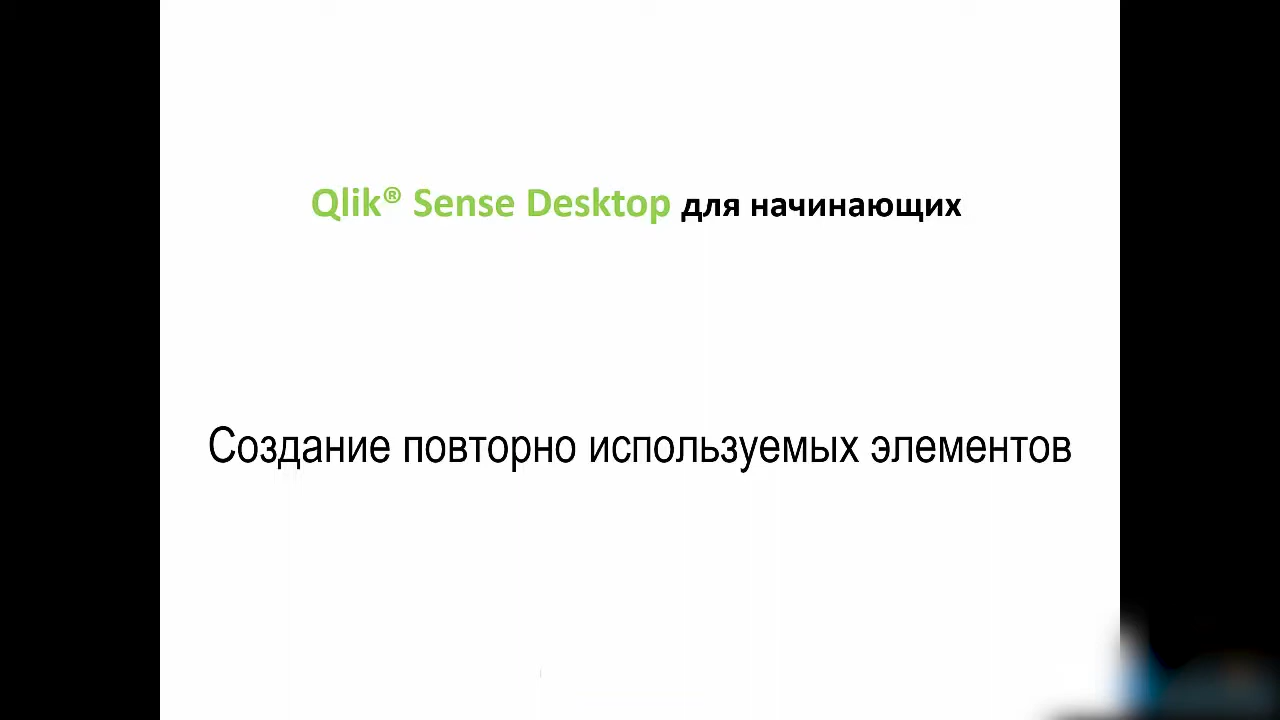 Qlik® Sense Desktop для начинающих
Создание повторно используемых элементов